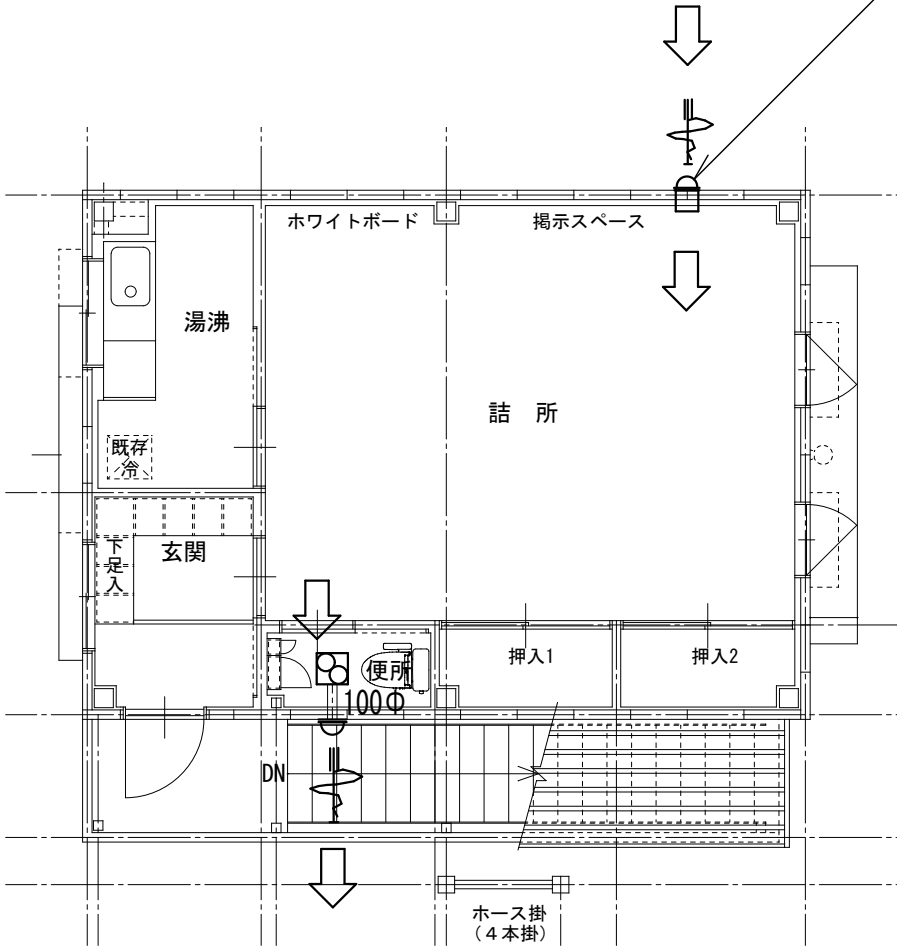 ホワイトボード
掲示スペース
湯沸
詰 所
既存
冷
下足入
玄関
便所
押入1
押入2
100Φ
DN
ホース掛
(４本掛)